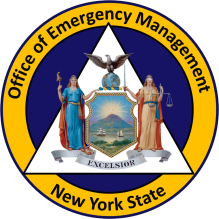 Office of Emergency Management
EXCELSIOR
New York State